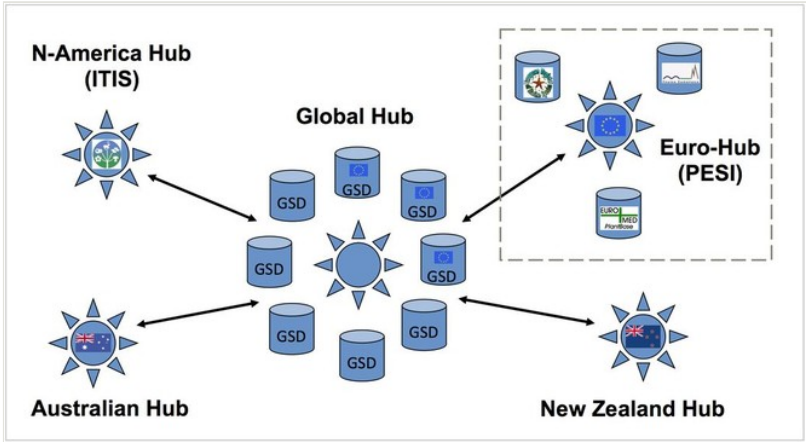 N-America Hub
(ITIS)
Global Hub
Euro-Hub
(PESI)
GSD
GSD
GSD
GSD
GSD
GSD
GSD
GSD
EURO MED
PlantBase
Australian Hub
New Zealand Hub